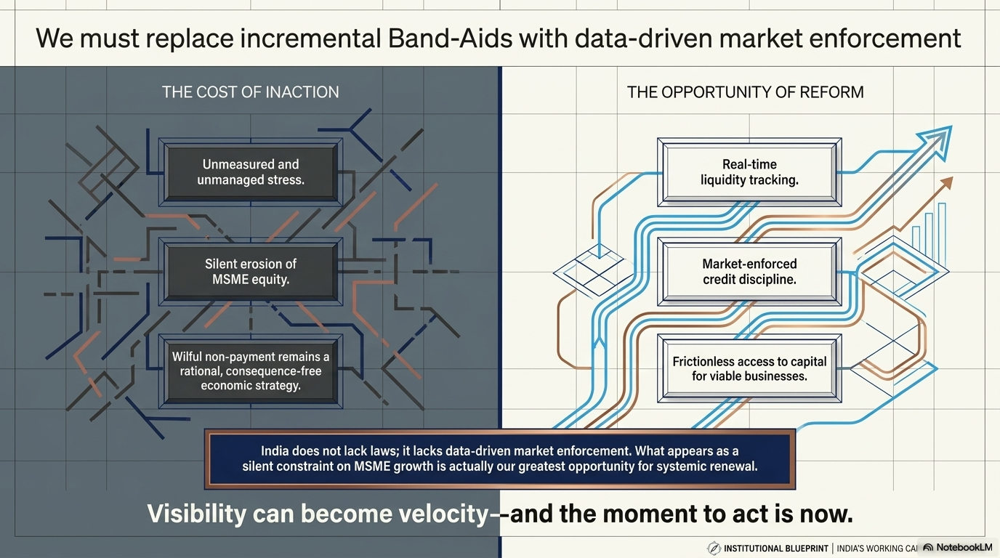 We must replace incremental Band-Aids with data-driven market enforcement
THE COST OF INACTION
Unmeasured and
unmanaged stress.
Silent erosion of
MSME equity.
Wilful non-payment remains a
rational, consequence-free
economic strategy.
THE OPPORTUNITY OF REFORM
Real-time
liquidity tracking.
Market-enforced
credit discipline.
Frictionless access to capital
for viable businesses.
India does not lack laws; it lacks data-driven market enforcement. What appears as a
silent constraint on MSME growth is actually our greatest opportunity for systemic renewal.
Visibility can become velocity—and the moment to act is now.
INSTITUTIONAL BLUEPRINT | INDIA'S WORKING
NotebookLM